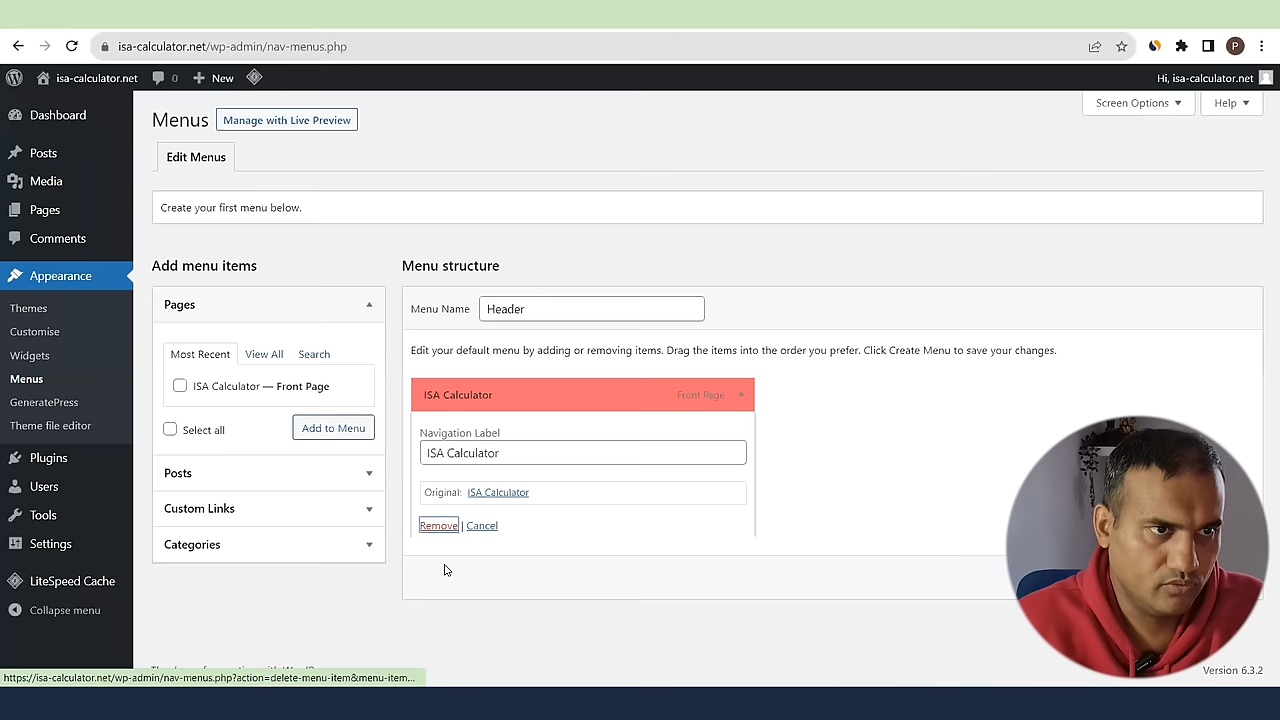 isa-calculator.net/wp-admin/nav-menus.php
P
isa-calculator.net
0
New
Hi, isa-calculator.net
Dashboard
Posts
Media
Pages
Comments
Appearance
Themes
Customise
Widgets
Menus
GeneratePress
Theme file editor
Plugins
Users
Tools
Settings
LiteSpeed Cache
Collapse menu
Screen Options
Help
Menus
Manage with Live Preview
Edit Menus
Create your first menu below.
Add menu items
Pages
Most Recent
View All
Search
ISA Calculator — Front Page
Select all
Add to Menu
Posts
Custom Links
Categories
Menu structure
Menu Name
Header
Edit your default menu by adding or removing items. Drag the items into the order you prefer. Click Create Menu to save your changes.
ISA Calculator
Front Page
Navigation Label
ISA Calculator
Original: ISA Calculator
Remove | Cancel
Version 6.3.2
https://isa-calculator.net/wp-admin/nav-menus.php?action=delete-menu-item&menu-item...